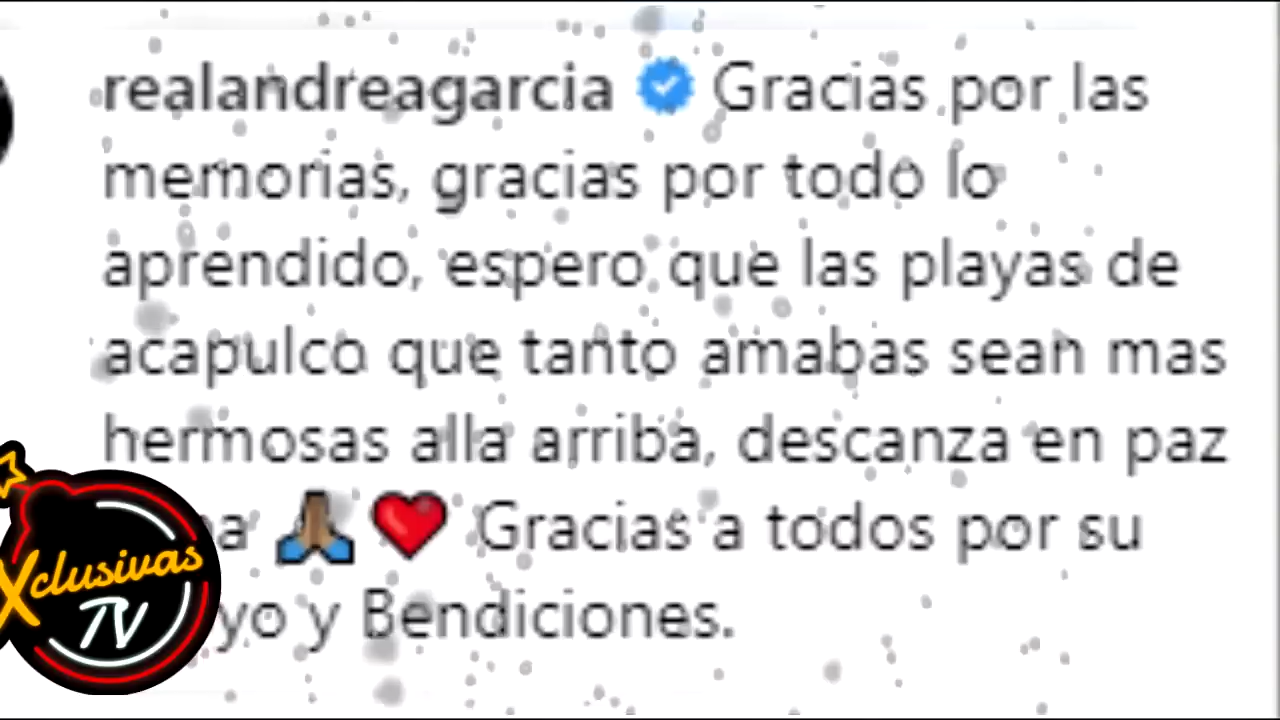 realandreagarcia Gracias por las
memorias, gracias por todo lo
aprendido, espero que las playas de
acapulco que tanto amabas sean mas
hermosas alla arriba, descanza en paz
🙏🏽❤️ Gracias a todos por su
y Bendiciones.
Xclusivas
TV